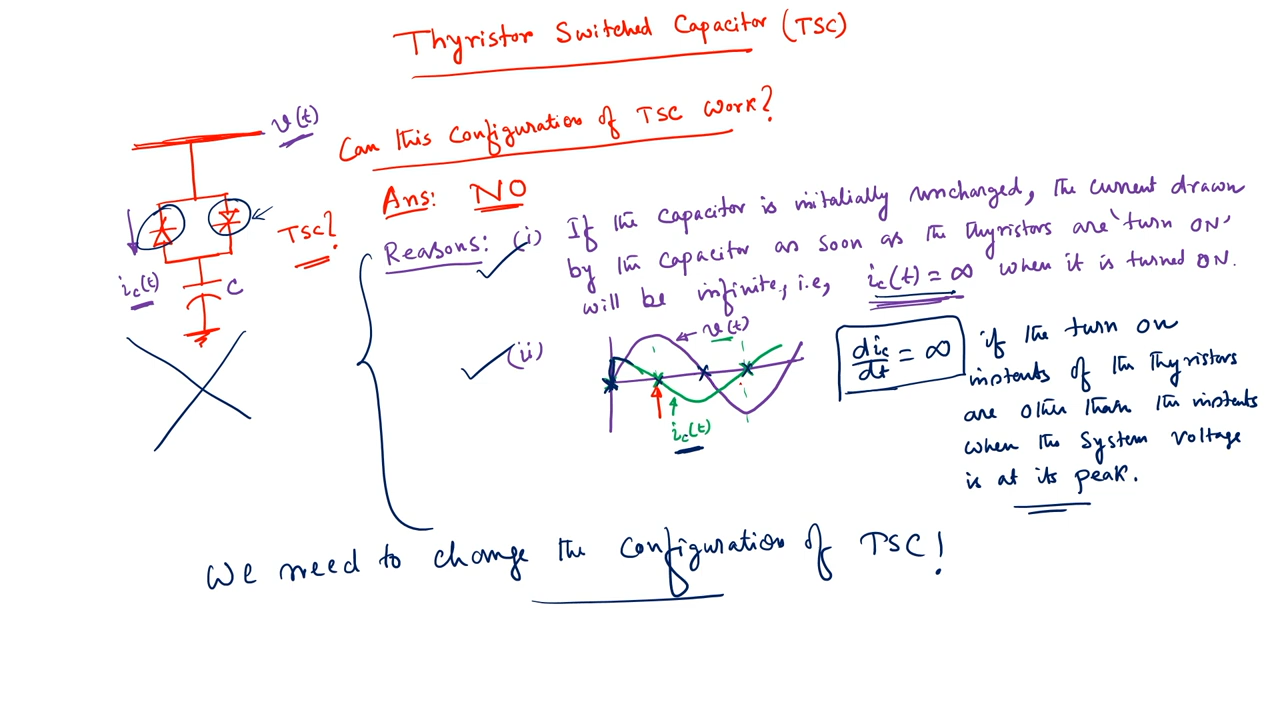 Thyristor Switched Capacitor (TSC)
v(t)
Can this configuration of TSC work?
Ans: NO
TSC?
ic(t)
C
Reasons: (i) If the capacitor is initalially uncharged, the current drawn
by the capacitor as soon as the thyristors are 'turn ON'
will be infinite, i.e, ic(t) = ∞ when it is turned ON.
(ii)
v(t)
ic(t)
dic/dt = ∞
if the turn on
instents of the Thyristors
are other than the instents
when the system voltage
is at its peak.
We need to change the configuration of TSC!